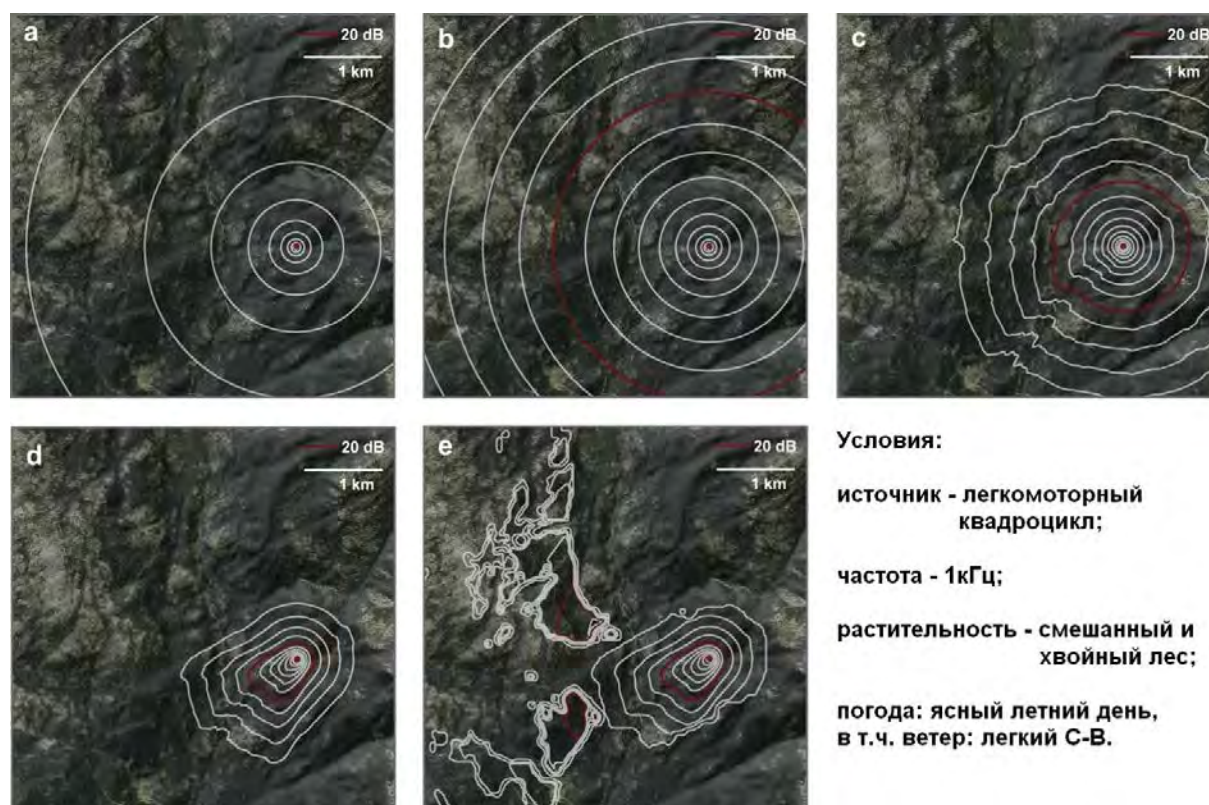 a
20 dB
1 km
b
20 dB
1 km
c
20 dB
1 km
d
20 dB
1 km
e
20 dB
1 km
Условия:
источник - легкомоторный
квадроцикл;
частота - 1кГц;
растительность - смешанный и
хвойный лес;
погода: ясный летний день,
в т.ч. ветер: легкий С-В.